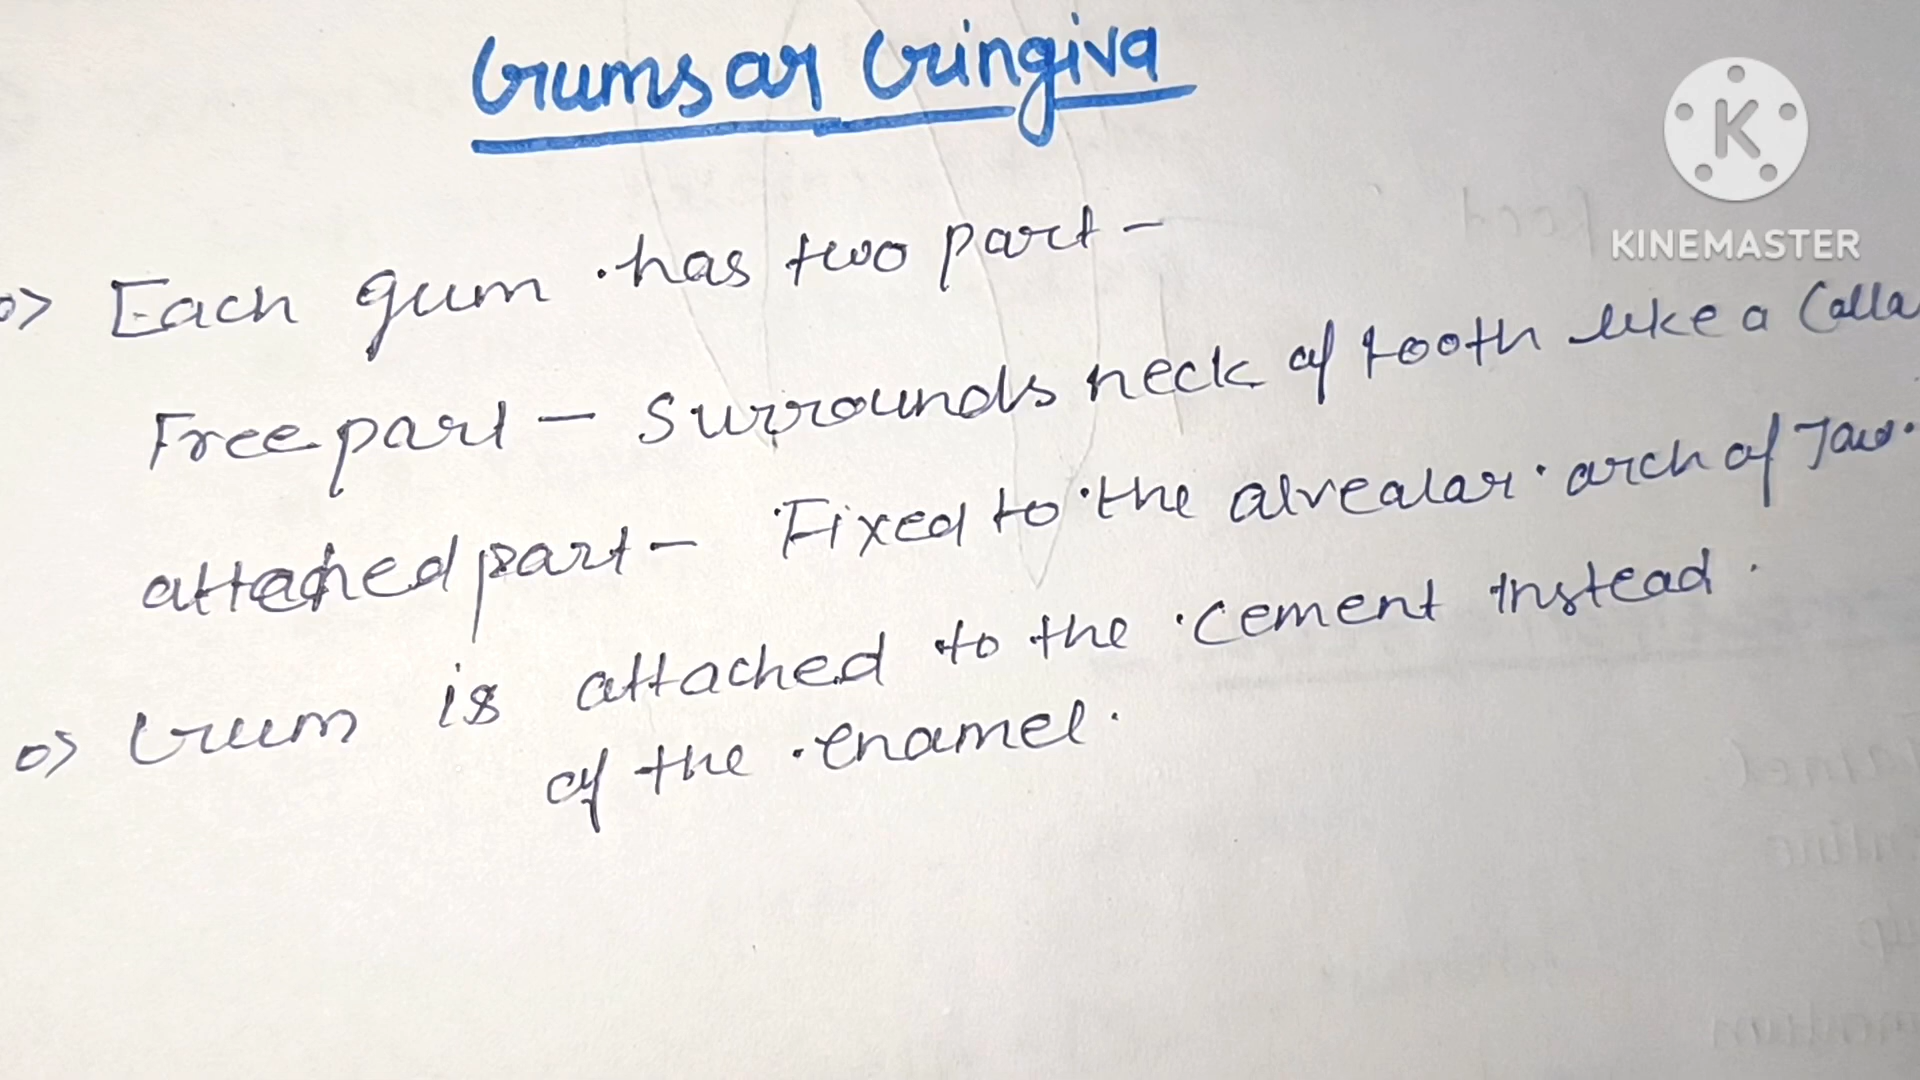 Gums or Gingiva
KINEMASTER
Each gum has two part -
Free part - Surrounds neck of tooth like a Colla
attached part - Fixed to the alveolar arch of Jaw.
Gum is attached to the cement instead
of the enamel.